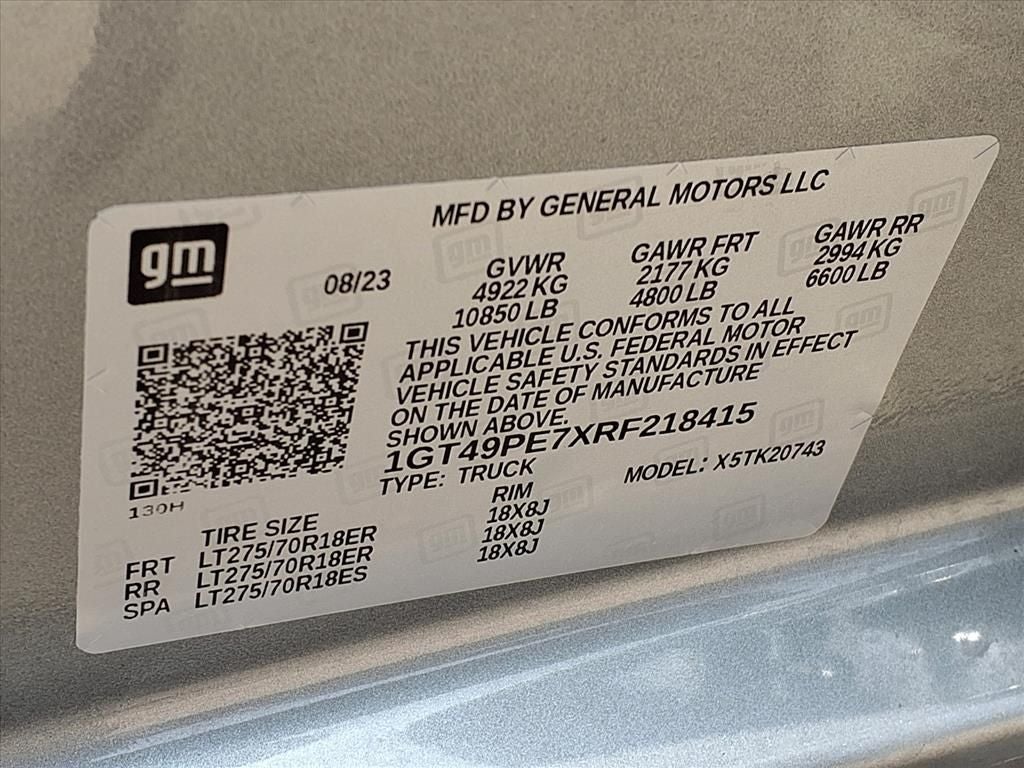 MFD BY GENERAL MOTORS LLC
gm
08/23
GVWR GAWR FRT GAWR RR
4922 KG 2177 KG 2994 KG
10850 LB 4800 LB 6600 LB
THIS VEHICLE CONFORMS TO ALL
APPLICABLE U.S. FEDERAL MOTOR
VEHICLE SAFETY STANDARDS IN EFFECT
ON THE DATE OF MANUFACTURE
SHOWN ABOVE.
1GT49PE7XRF218415
TYPE: TRUCK MODEL: X5TK20743
130H
TIRE SIZE RIM
FRT LT275/70R18ER 18X8J
RR LT275/70R18ER 18X8J
SPA LT275/70R18ES 18X8J